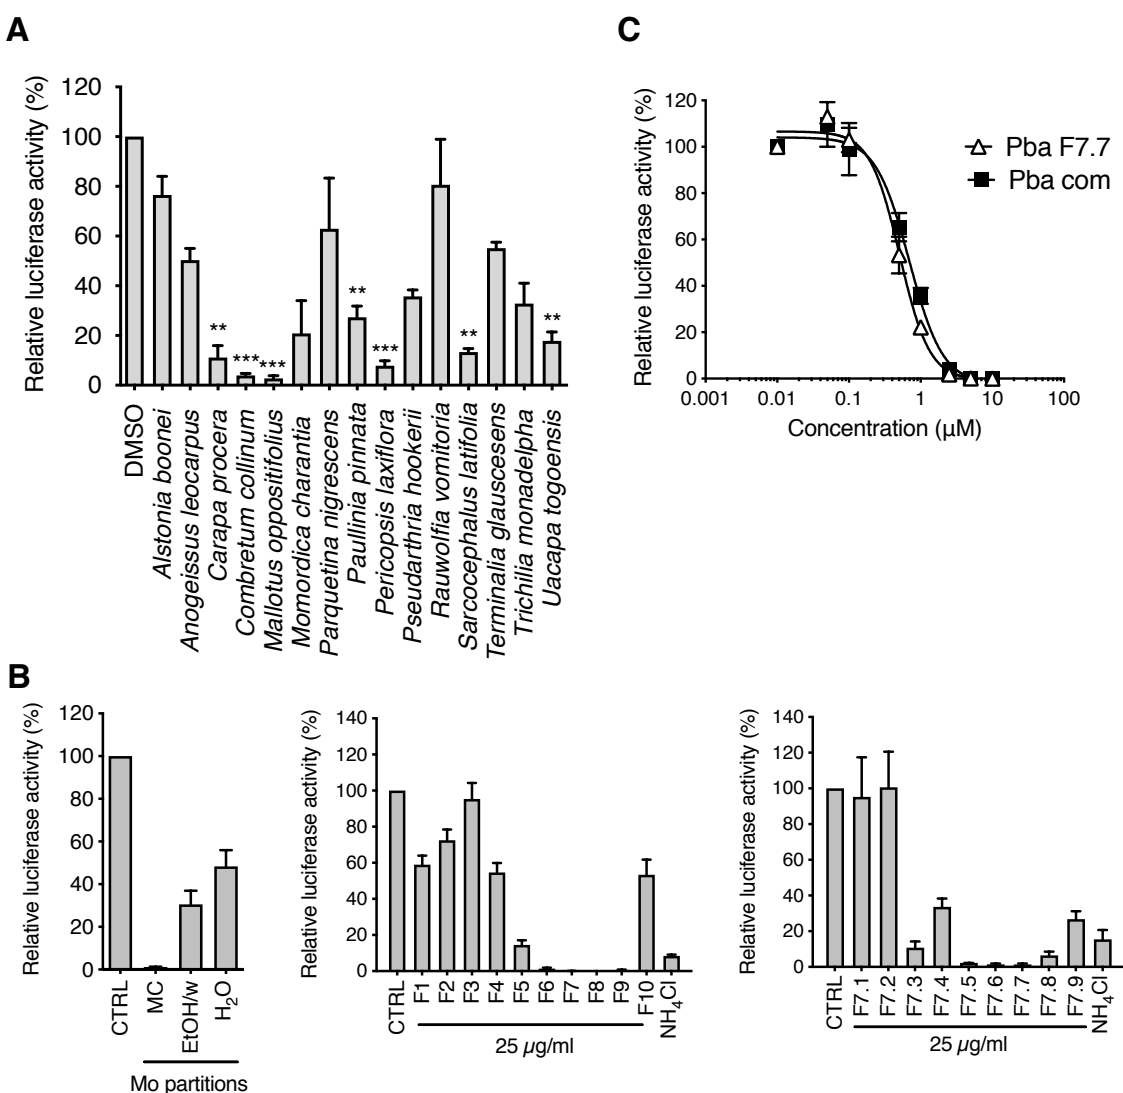 A
Relative luciferase activity (%)
120
100
80
60
40
20
0
**
***
***
**
***
**
**
DMSO
Alstonia boonei
Anogeissus leocarpus
Carapa procera
Combretum collinum
Mallotus oppositifolius
Momordica charantia
Parquetina nigrescens
Paullinia pinnata
Pericopsis laxiflora
Pseudarthria hookerii
Rauwolfia vomitoria
Sarcocephalus latifolia
Terminalia glauscesens
Trichilia monadelpha
Uacapa togoensis
C
Relative luciferase activity (%)
120
100
80
60
40
20
0
0.001
0.01
0.1
1
10
100
Concentration (µM)
Pba F7.7
Pba com
B
Relative luciferase activity (%)
120
100
80
60
40
20
0
CTRL
MC
EtOH/w
H₂O
Mo partitions
Relative luciferase activity (%)
140
120
100
80
60
40
20
0
CTRL
F1
F2
F3
F4
F5
F6
F7
F8
F9
F10
NH₄Cl
25 µg/ml
Relative luciferase activity (%)
140
120
100
80
60
40
20
0
CTRL
F7.1
F7.2
F7.3
F7.4
F7.5
F7.6
F7.7
F7.8
F7.9
NH₄Cl
25 µg/ml